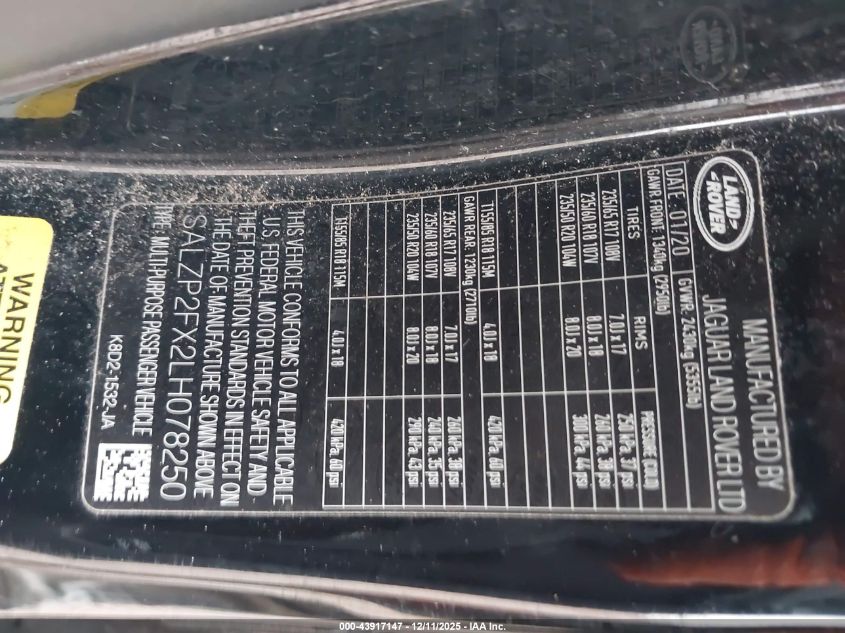 LAND ROVER
MANUFACTURED BY
JAGUAR LAND ROVER LTD
DATE: 01/20 GVWR: 2430kg (5355lb)
GAWR FRONT: 1340kg (2950lb)
TIRES RIMS PRESSURE (COLD)
235/65 R17 108V 7.0J x 17 250 kPa, 37 psi
235/60 R18 107V 8.0J x 18 260 kPa, 38 psi
235/50 R20 104W 8.0J x 20 300 kPa, 44 psi
T155/85 R18 115M 4.0J x 18 420 kPa, 60 psi
GAWR REAR: 1230kg (2710lb)
235/65 R17 108V 7.0J x 17 260 kPa, 38 psi
235/60 R18 107V 8.0J x 18 240 kPa, 35 psi
235/50 R20 104W 8.0J x 20 290 kPa, 43 psi
T155/85 R18 115M 4.0J x 18 420 kPa, 60 psi
THIS VEHICLE CONFORMS TO ALL APPLICABLE
U.S. FEDERAL MOTOR VEHICLE SAFETY AND
THEFT PREVENTION STANDARDS IN EFFECT ON
THE DATE OF MANUFACTURE SHOWN ABOVE
SALZP2FX2LH078250
TYPE: MULTIPURPOSE PASSENGER VEHICLE
K8D2-1532-JA
WARNING
000-43917147 - 12/11/2025 - IAA Inc.